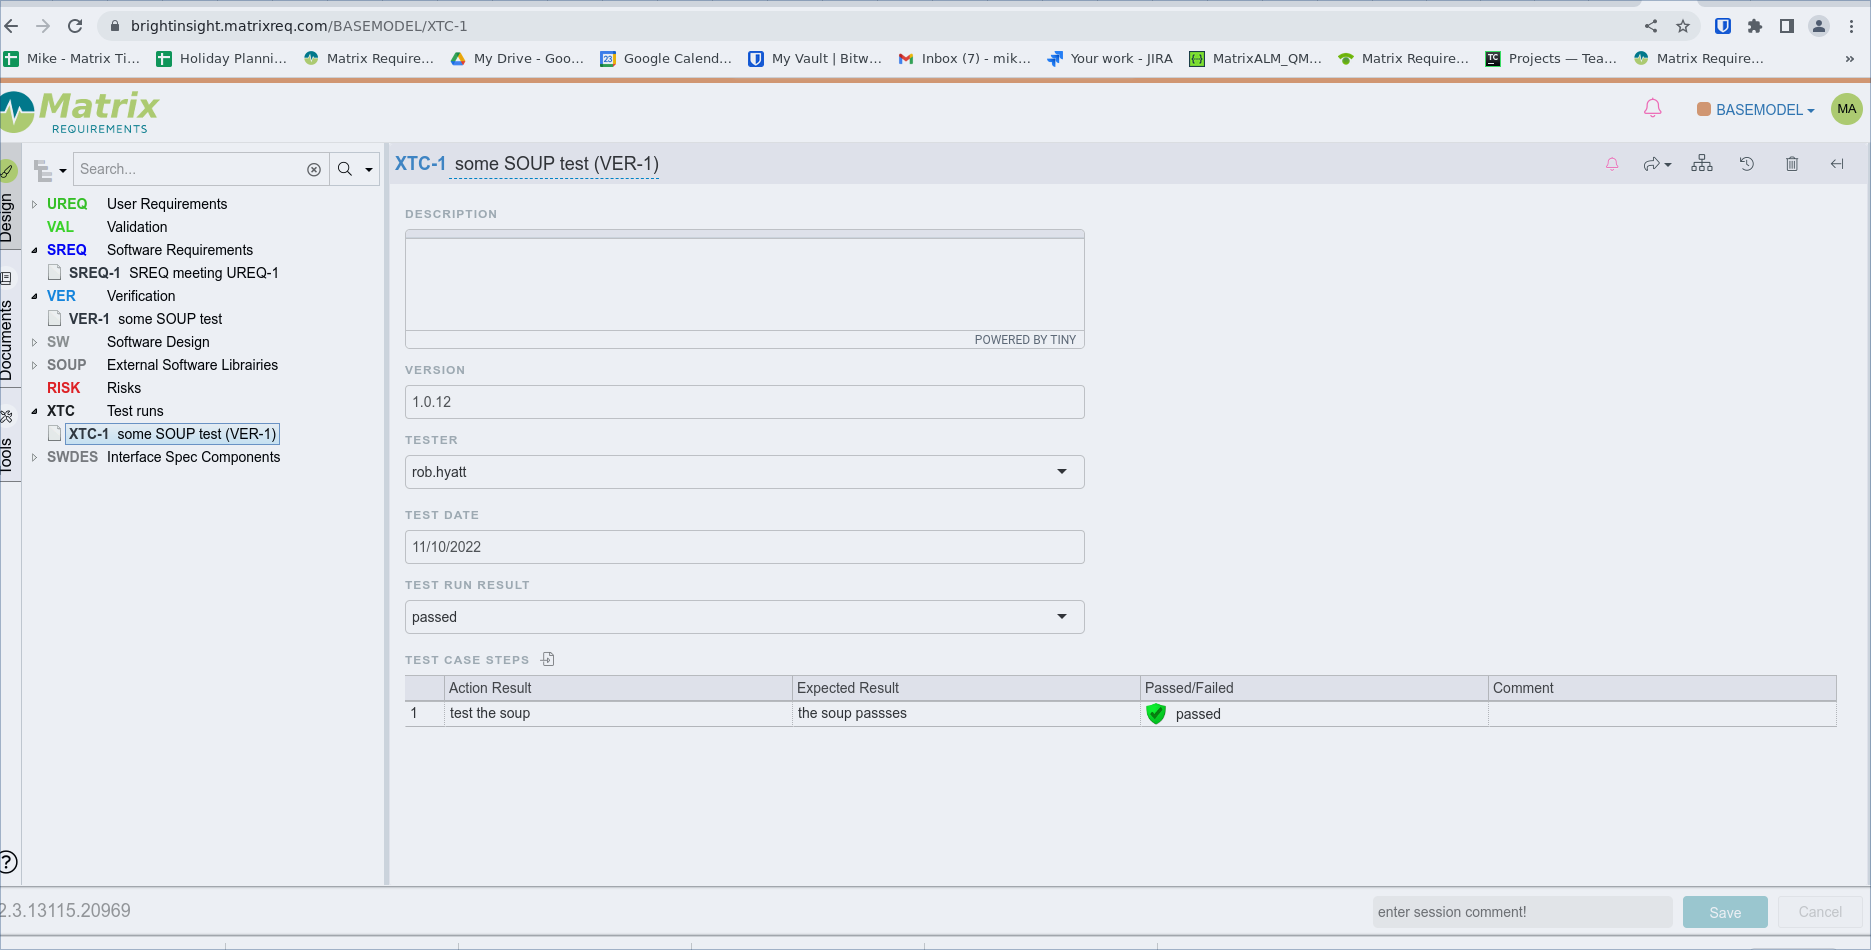 brightinsight.matrixreq.com/BASEMODEL/XTC-1
Mike - Matrix Ti... Holiday Planni... Matrix Require... My Drive - Goo... 23 Google Calend... My Vault | Bitw... Inbox (7) - mik... Your work - JIRA MatrixALM_QM... Matrix Require... TC Projects — Tea... Matrix Require... »
Matrix
REQUIREMENTS
BASEMODEL MA
Design
Documents
Tools
Search...
UREQ User Requirements
VAL Validation
SREQ Software Requirements
SREQ-1 SREQ meeting UREQ-1
VER Verification
VER-1 some SOUP test
SW Software Design
SOUP External Software Librairies
RISK Risks
XTC Test runs
XTC-1 some SOUP test (VER-1)
SWDES Interface Spec Components
XTC-1 some SOUP test (VER-1)
DESCRIPTION
POWERED BY TINY
VERSION
1.0.12
TESTER
rob.hyatt
TEST DATE
11/10/2022
TEST RUN RESULT
passed
TEST CASE STEPS
Action Result Expected Result Passed/Failed Comment
1 test the soup the soup passses passed
?
2.3.13115.20969
enter session comment! Save Cancel